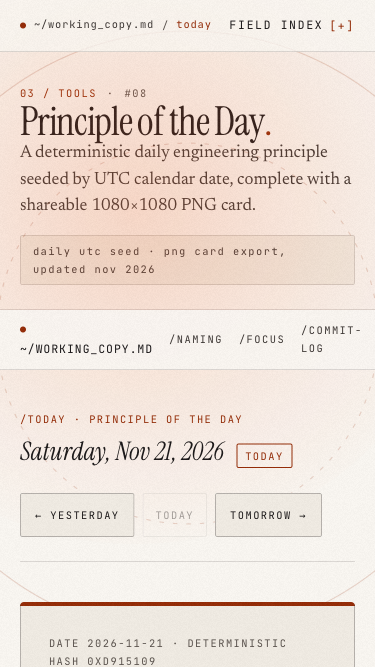 ● ~/working_copy.md / today FIELD INDEX [+]
03 / TOOLS · #08
Principle of the Day.
A deterministic daily engineering principle
seeded by UTC calendar date, complete with a
shareable 1080×1080 PNG card.
daily utc seed · png card export,
updated nov 2026
● ~/WORKING_COPY.MD /NAMING /FOCUS /COMMIT-LOG
/TODAY · PRINCIPLE OF THE DAY
Saturday, Nov 21, 2026 TODAY
← YESTERDAY TODAY TOMORROW →
DATE 2026-11-21 · DETERMINISTIC
HASH 0XD915109